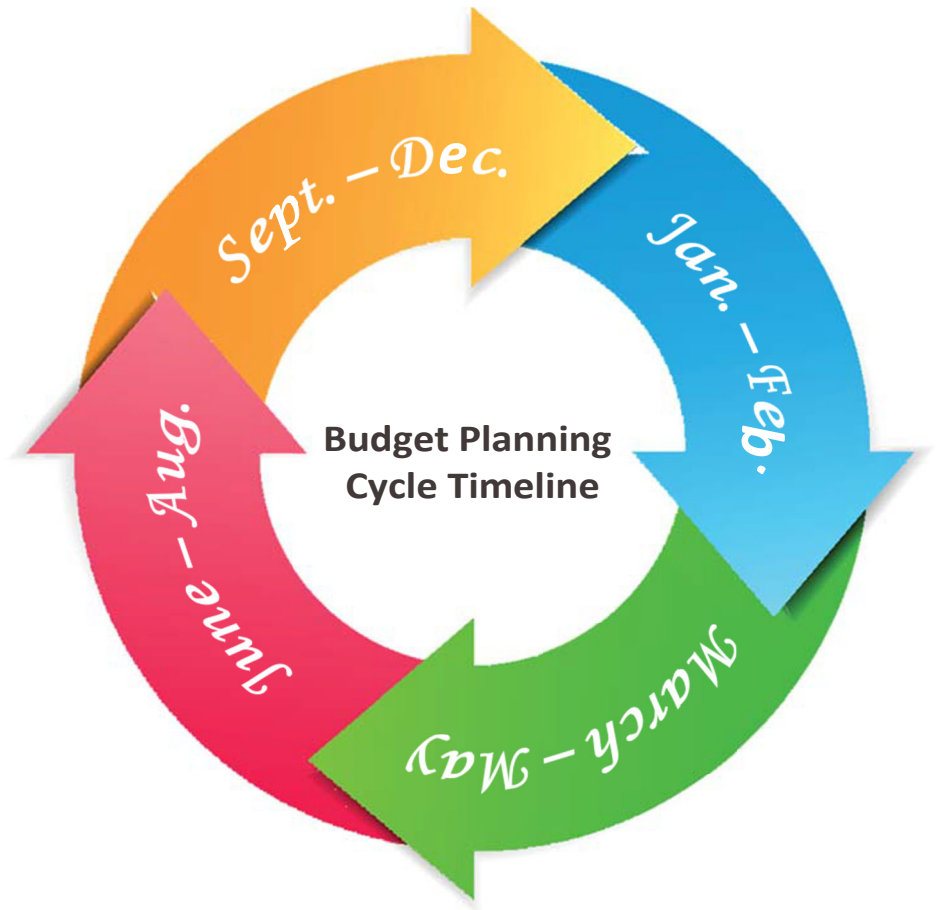 Sept. – Dec.
Jan. – Feb.
Budget Planning
Cycle Timeline
June – Aug.
March – May